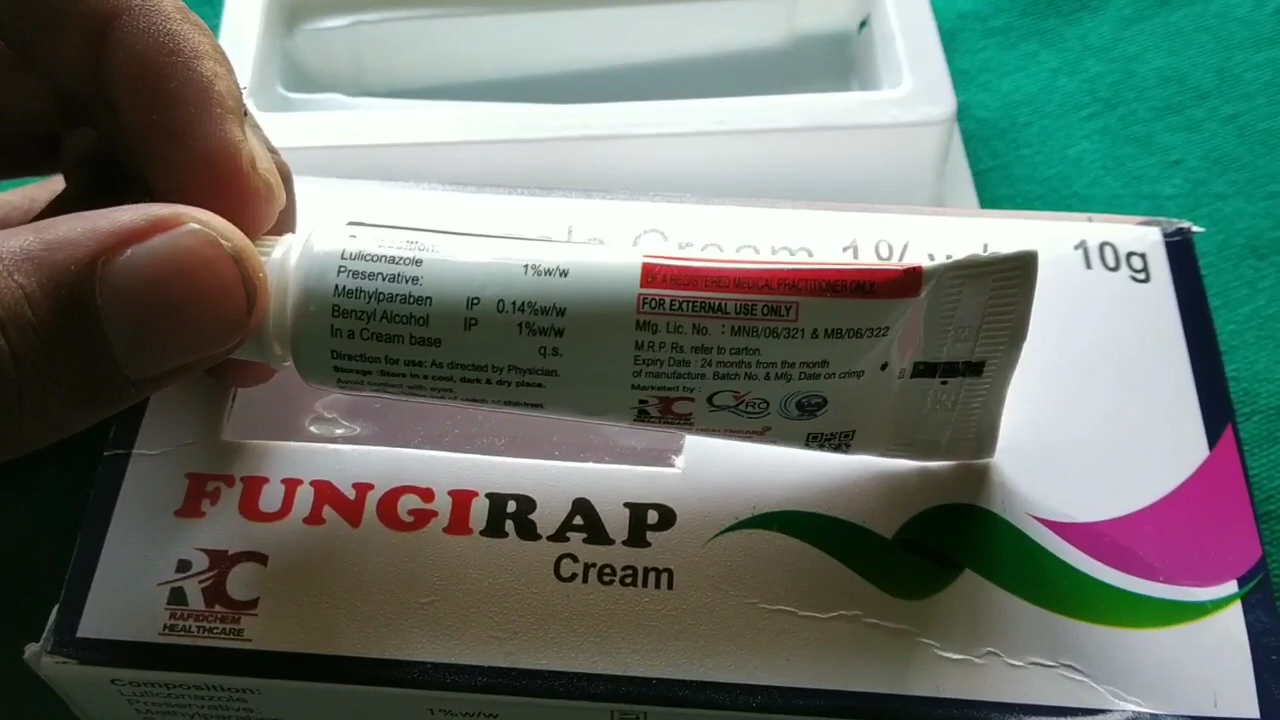 Cream 1% w/w
10g
Composition:
Luliconazole 1%w/w
Preservative:
Methylparaben IP 0.14%w/w
Benzyl Alcohol IP 1%w/w
In a Cream base q.s.
Direction for use: As directed by Physician.
Storage :Store in a cool, dark & dry place.
Avoid contact with eyes.
out of reach of children
OF A REGISTERED MEDICAL PRACTITIONER ONLY.
FOR EXTERNAL USE ONLY
Mfg. Lic. No. : MNB/06/321 & MB/06/322
M.R.P. Rs. refer to carton.
Expiry Date : 24 months from the month
of manufacture. Batch No. & Mfg. Date on crimp
Marketed by :
RC
HEALTHCARE
FUNGIRAP
Cream
RC
RAPIDCHEM
HEALTHCARE
Composition:
Luliconazole 1%w/w
Preservative: